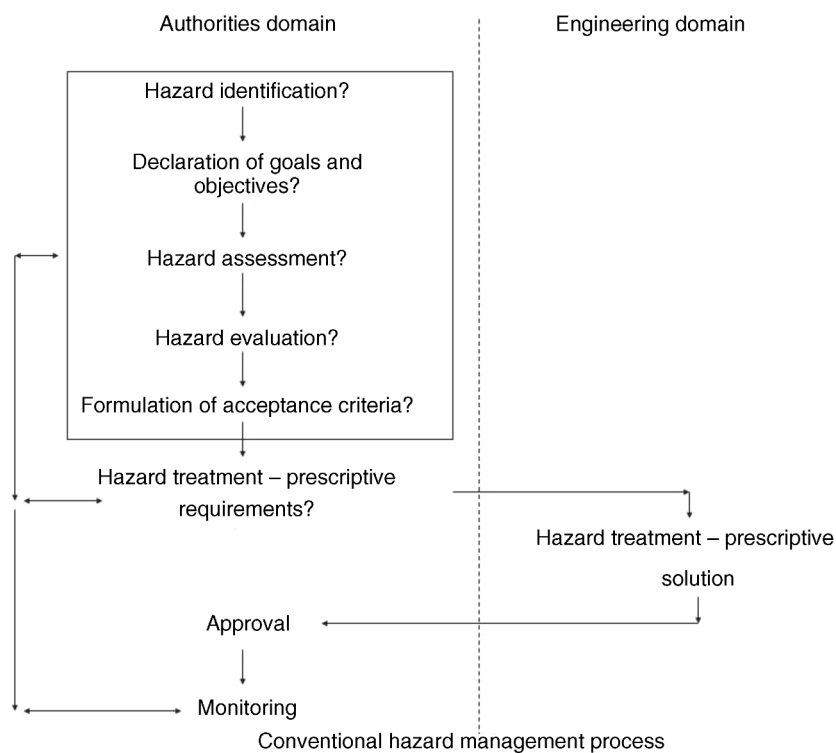 Authorities domain
Engineering domain
Hazard identification?
Declaration of goals and
objectives?
Hazard assessment?
Hazard evaluation?
Formulation of acceptance criteria?
Hazard treatment – prescriptive
requirements?
Hazard treatment – prescriptive
solution
Approval
Monitoring
Conventional hazard management process